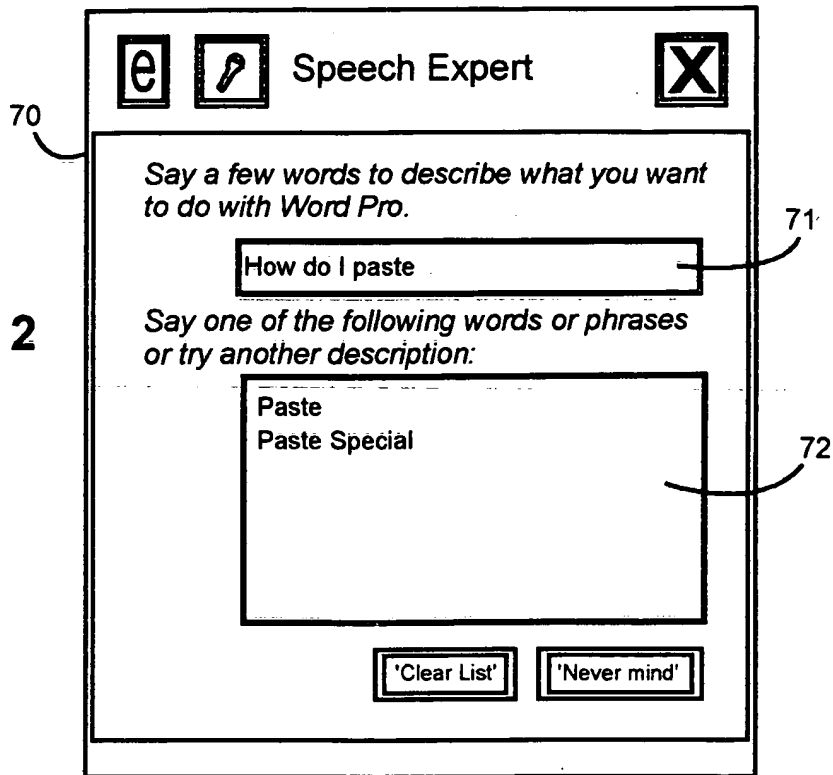 e Speech Expert X
70
Say a few words to describe what you want
to do with Word Pro.
71
How do I paste
2
Say one of the following words or phrases
or try another description:
Paste
Paste Special
72
'Clear List' 'Never mind'